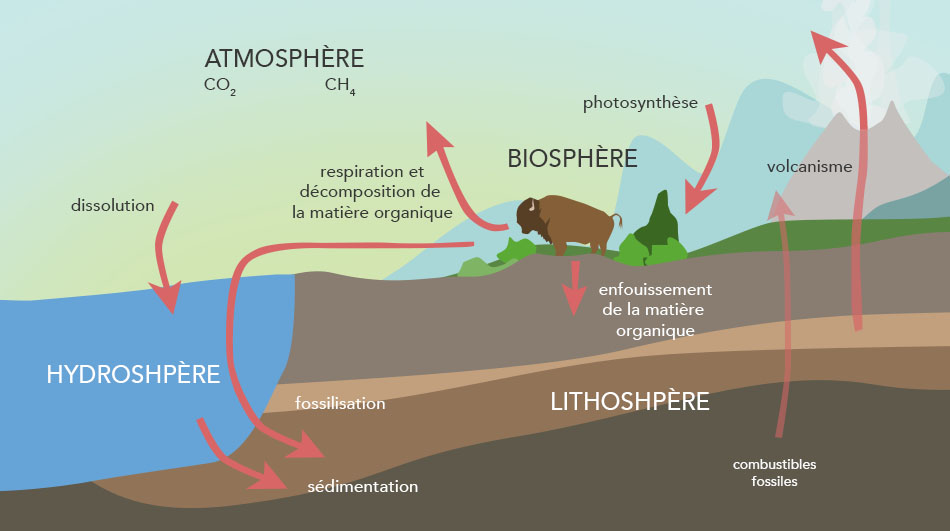 ATMOSPHÈRE
CO₂
CH₄
photosynthèse
BIOSPHÈRE
volcanisme
respiration et
décomposition de
la matière organique
dissolution
enfouissement
de la matière
organique
HYDROSHPÈRE
fossilisation
LITHOSHPÈRE
combustibles
fossiles
sédimentation